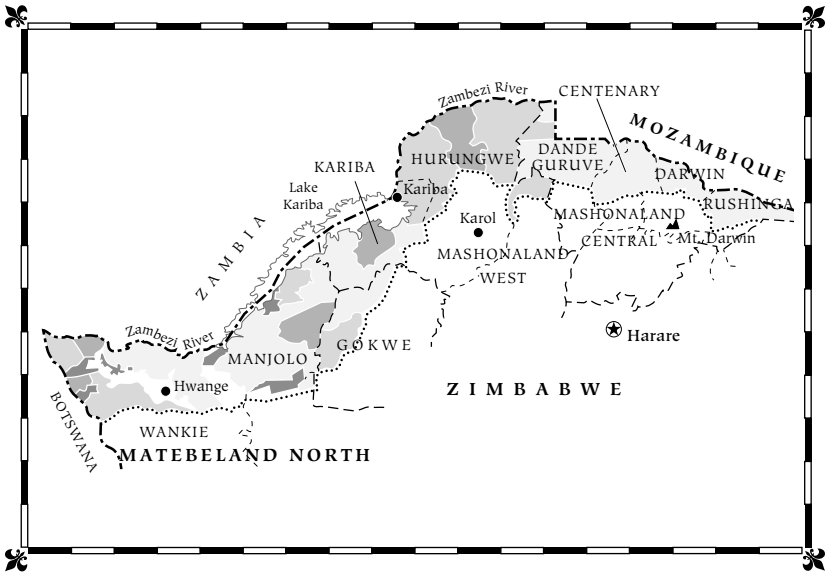 Zambezi River
CENTENARY
MOZAMBIQUE
HURUNGWE
DANDE
GURUVE
KARIBA
DARWIN
Lake
Kariba
Kariba
RUSHINGA
Karol
MASHONALAND
CENTRAL
Mt. Darwin
ZAMBIA
MASHONALAND
WEST
Zambezi River
GOKWE
Harare
MANJOLO
Hwange
ZIMBABWE
BOTSWANA
WANKIE
MATEBELAND NORTH